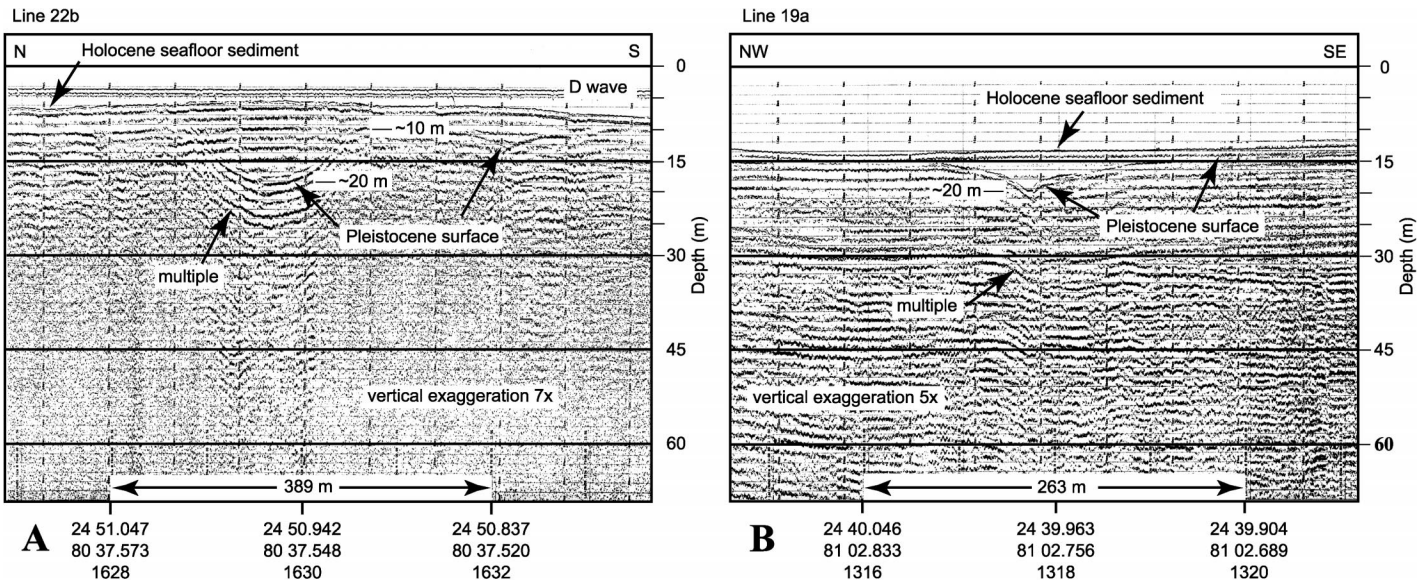 Line 22b
N
S
Holocene seafloor sediment
D wave
~10 m
~20 m
Pleistocene surface
multiple
vertical exaggeration 7x
389 m
0
15
30
45
60
Depth (m)
A
24 51.047
80 37.573
1628
24 50.942
80 37.548
1630
24 50.837
80 37.520
1632
Line 19a
NW
SE
Holocene seafloor sediment
~20 m
Pleistocene surface
multiple
vertical exaggeration 5x
263 m
0
15
30
45
60
Depth (m)
B
24 40.046
81 02.833
1316
24 39.963
81 02.756
1318
24 39.904
81 02.689
1320